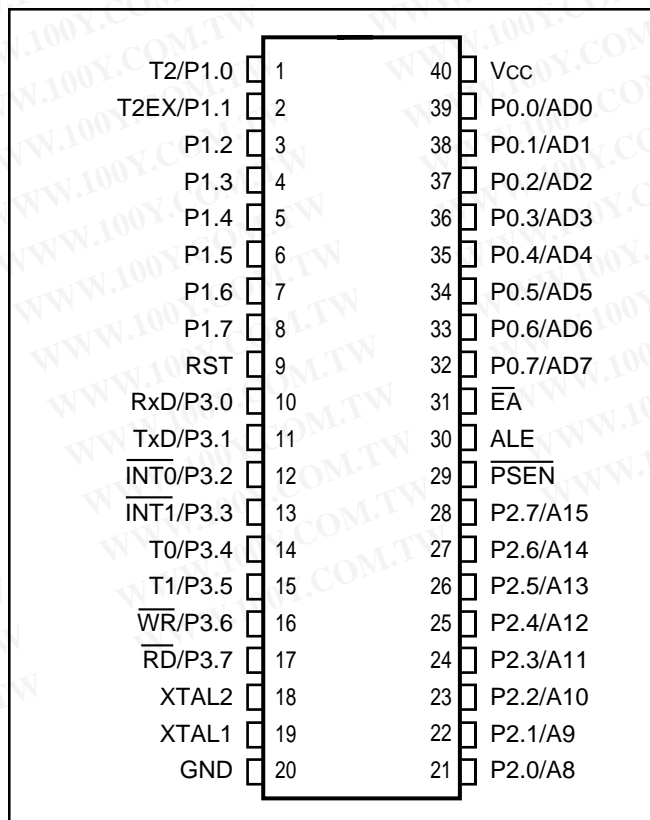 T2/P1.0 1 40 VCC
T2EX/P1.1 2 39 P0.0/AD0
P1.2 3 38 P0.1/AD1
P1.3 4 37 P0.2/AD2
P1.4 5 36 P0.3/AD3
P1.5 6 35 P0.4/AD4
P1.6 7 34 P0.5/AD5
P1.7 8 33 P0.6/AD6
RST 9 32 P0.7/AD7
RxD/P3.0 10 31 E̅A̅
TxD/P3.1 11 30 ALE
I̅N̅T̅0̅/P3.2 12 29 P̅S̅E̅N̅
I̅N̅T̅1̅/P3.3 13 28 P2.7/A15
T0/P3.4 14 27 P2.6/A14
T1/P3.5 15 26 P2.5/A13
W̅R̅/P3.6 16 25 P2.4/A12
R̅D̅/P3.7 17 24 P2.3/A11
XTAL2 18 23 P2.2/A10
XTAL1 19 22 P2.1/A9
GND 20 21 P2.0/A8
WWW.100Y.COM.TW